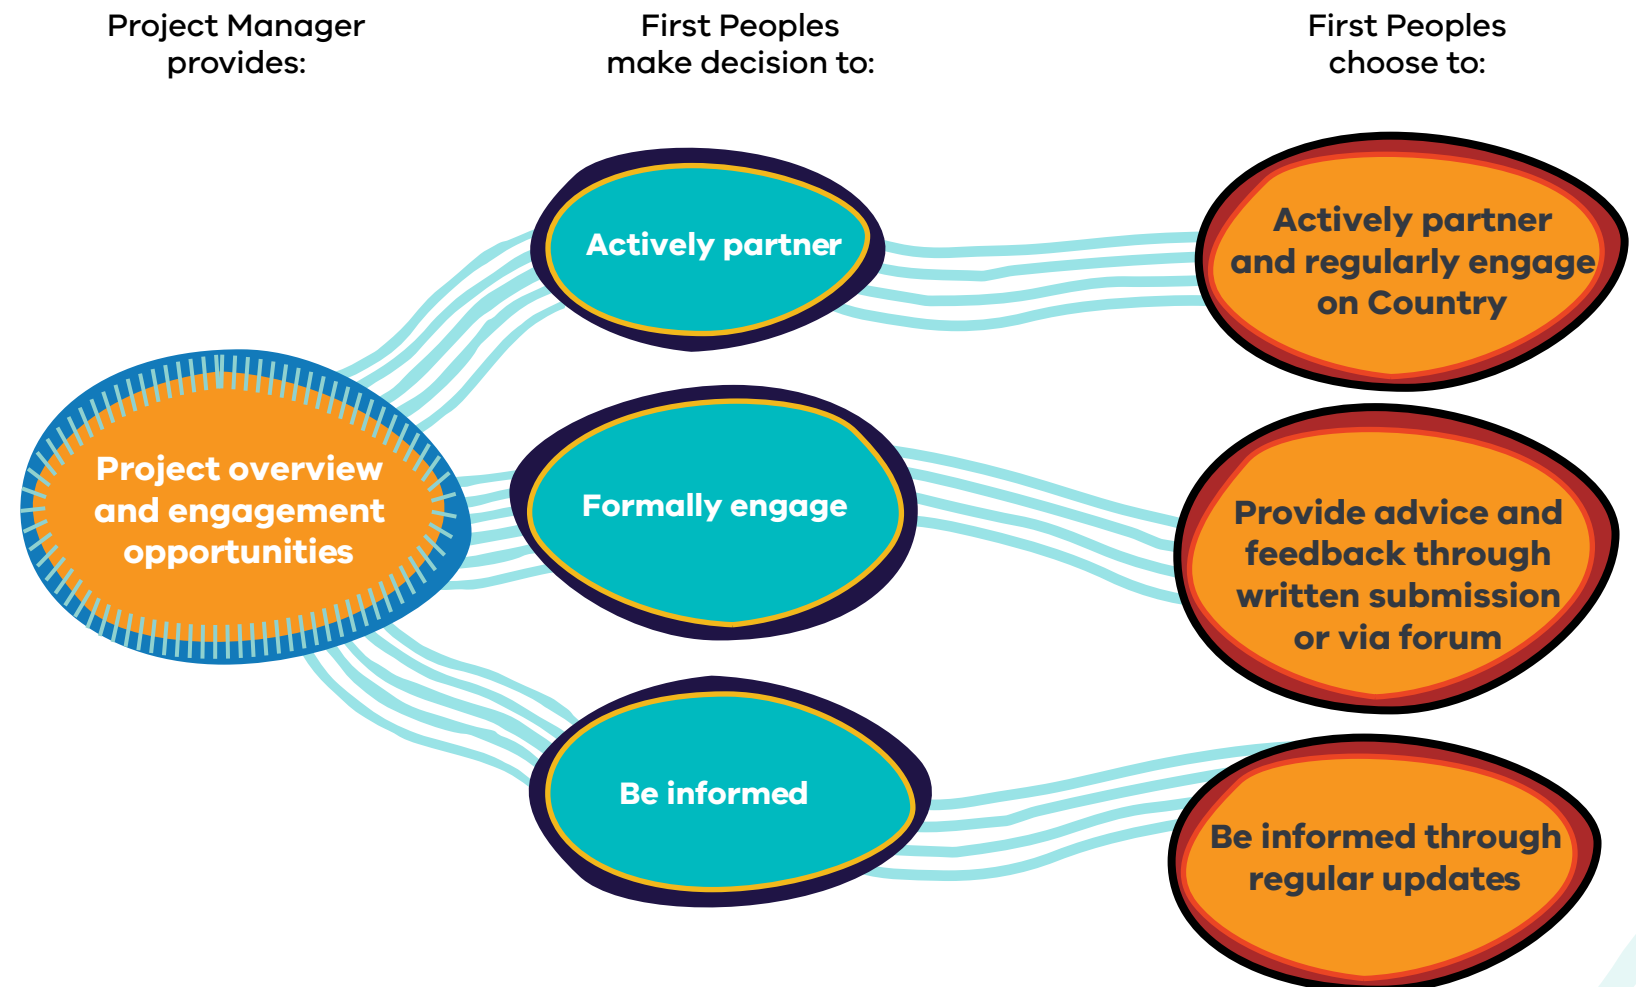 Project Manager
provides:
First Peoples
make decision to:
First Peoples
choose to:
Project overview
and engagement
opportunities
Actively partner
Formally engage
Be informed
Actively partner
and regularly engage
on Country
Provide advice and
feedback through
written submission
or via forum
Be informed through
regular updates